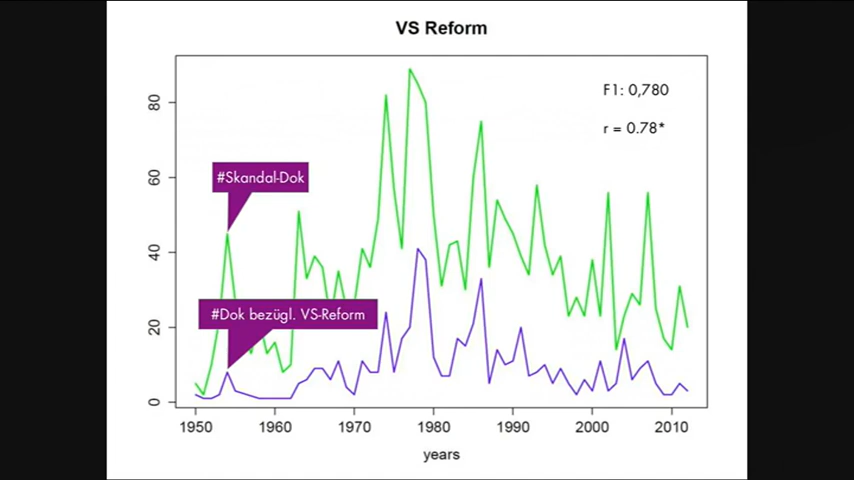 VS Reform
F1: 0,780
r = 0.78*
#Skandal-Dok
#Dok bezügl. VS-Reform
80
60
40
20
0
1950 1960 1970 1980 1990 2000 2010
years